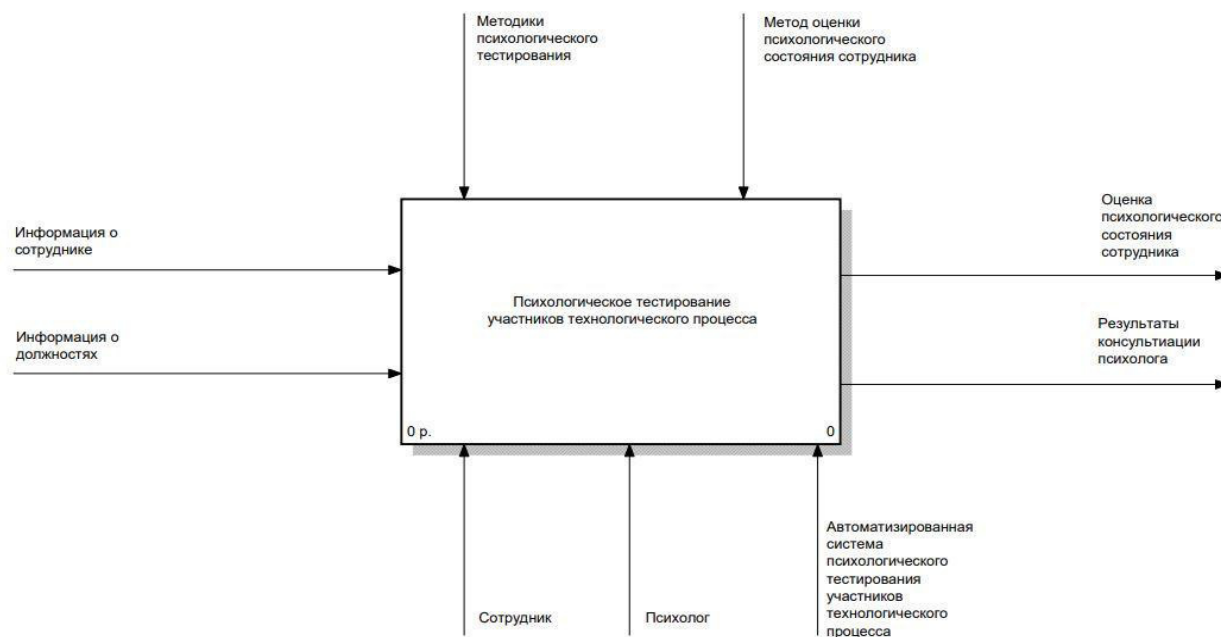 Методики
психологического
тестирования
Метод оценки
психологического
состояния сотрудника
Информация о
сотруднике
Информация о
должностях
Психологическое тестирование
участников технологического процесса
0 р.
0
Оценка
психологического
состояния
сотрудника
Результаты
консультиации
психолога
Сотрудник
Психолог
Автоматизированная
система
психологического
тестирования
участников
технологического
процесса